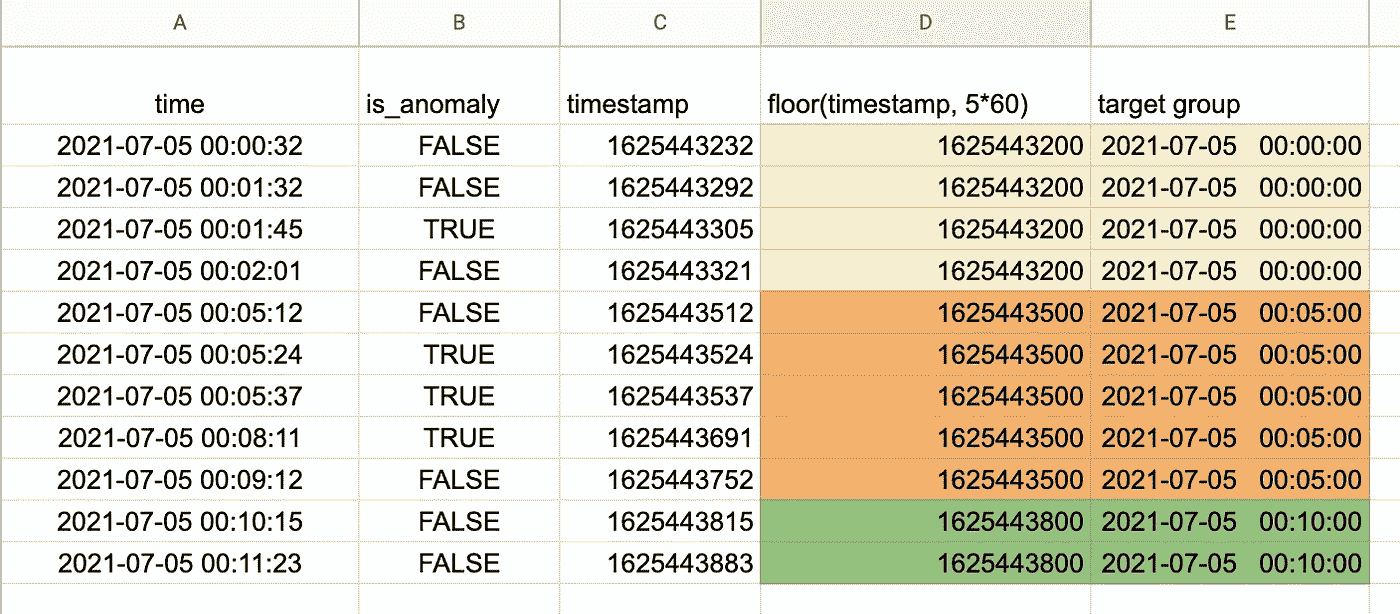 A B C D E
time is_anomaly timestamp floor(timestamp, 5*60) target group
2021-07-05 00:00:32 FALSE 1625443232 1625443200 2021-07-05 00:00:00
2021-07-05 00:01:32 FALSE 1625443292 1625443200 2021-07-05 00:00:00
2021-07-05 00:01:45 TRUE 1625443305 1625443200 2021-07-05 00:00:00
2021-07-05 00:02:01 FALSE 1625443321 1625443200 2021-07-05 00:00:00
2021-07-05 00:05:12 FALSE 1625443512 1625443500 2021-07-05 00:05:00
2021-07-05 00:05:24 TRUE 1625443524 1625443500 2021-07-05 00:05:00
2021-07-05 00:05:37 TRUE 1625443537 1625443500 2021-07-05 00:05:00
2021-07-05 00:08:11 TRUE 1625443691 1625443500 2021-07-05 00:05:00
2021-07-05 00:09:12 FALSE 1625443752 1625443500 2021-07-05 00:05:00
2021-07-05 00:10:15 FALSE 1625443815 1625443800 2021-07-05 00:10:00
2021-07-05 00:11:23 FALSE 1625443883 1625443800 2021-07-05 00:10:00